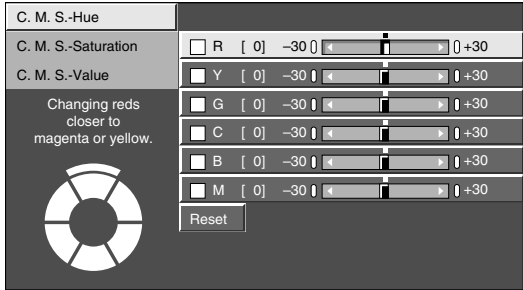 C. M. S.-Hue
C. M. S.-Saturation
C. M. S.-Value
Changing reds
closer to
magenta or yellow.
R [ 0] –30 +30
Y [ 0] –30 +30
G [ 0] –30 +30
C [ 0] –30 +30
B [ 0] –30 +30
M [ 0] –30 +30
Reset